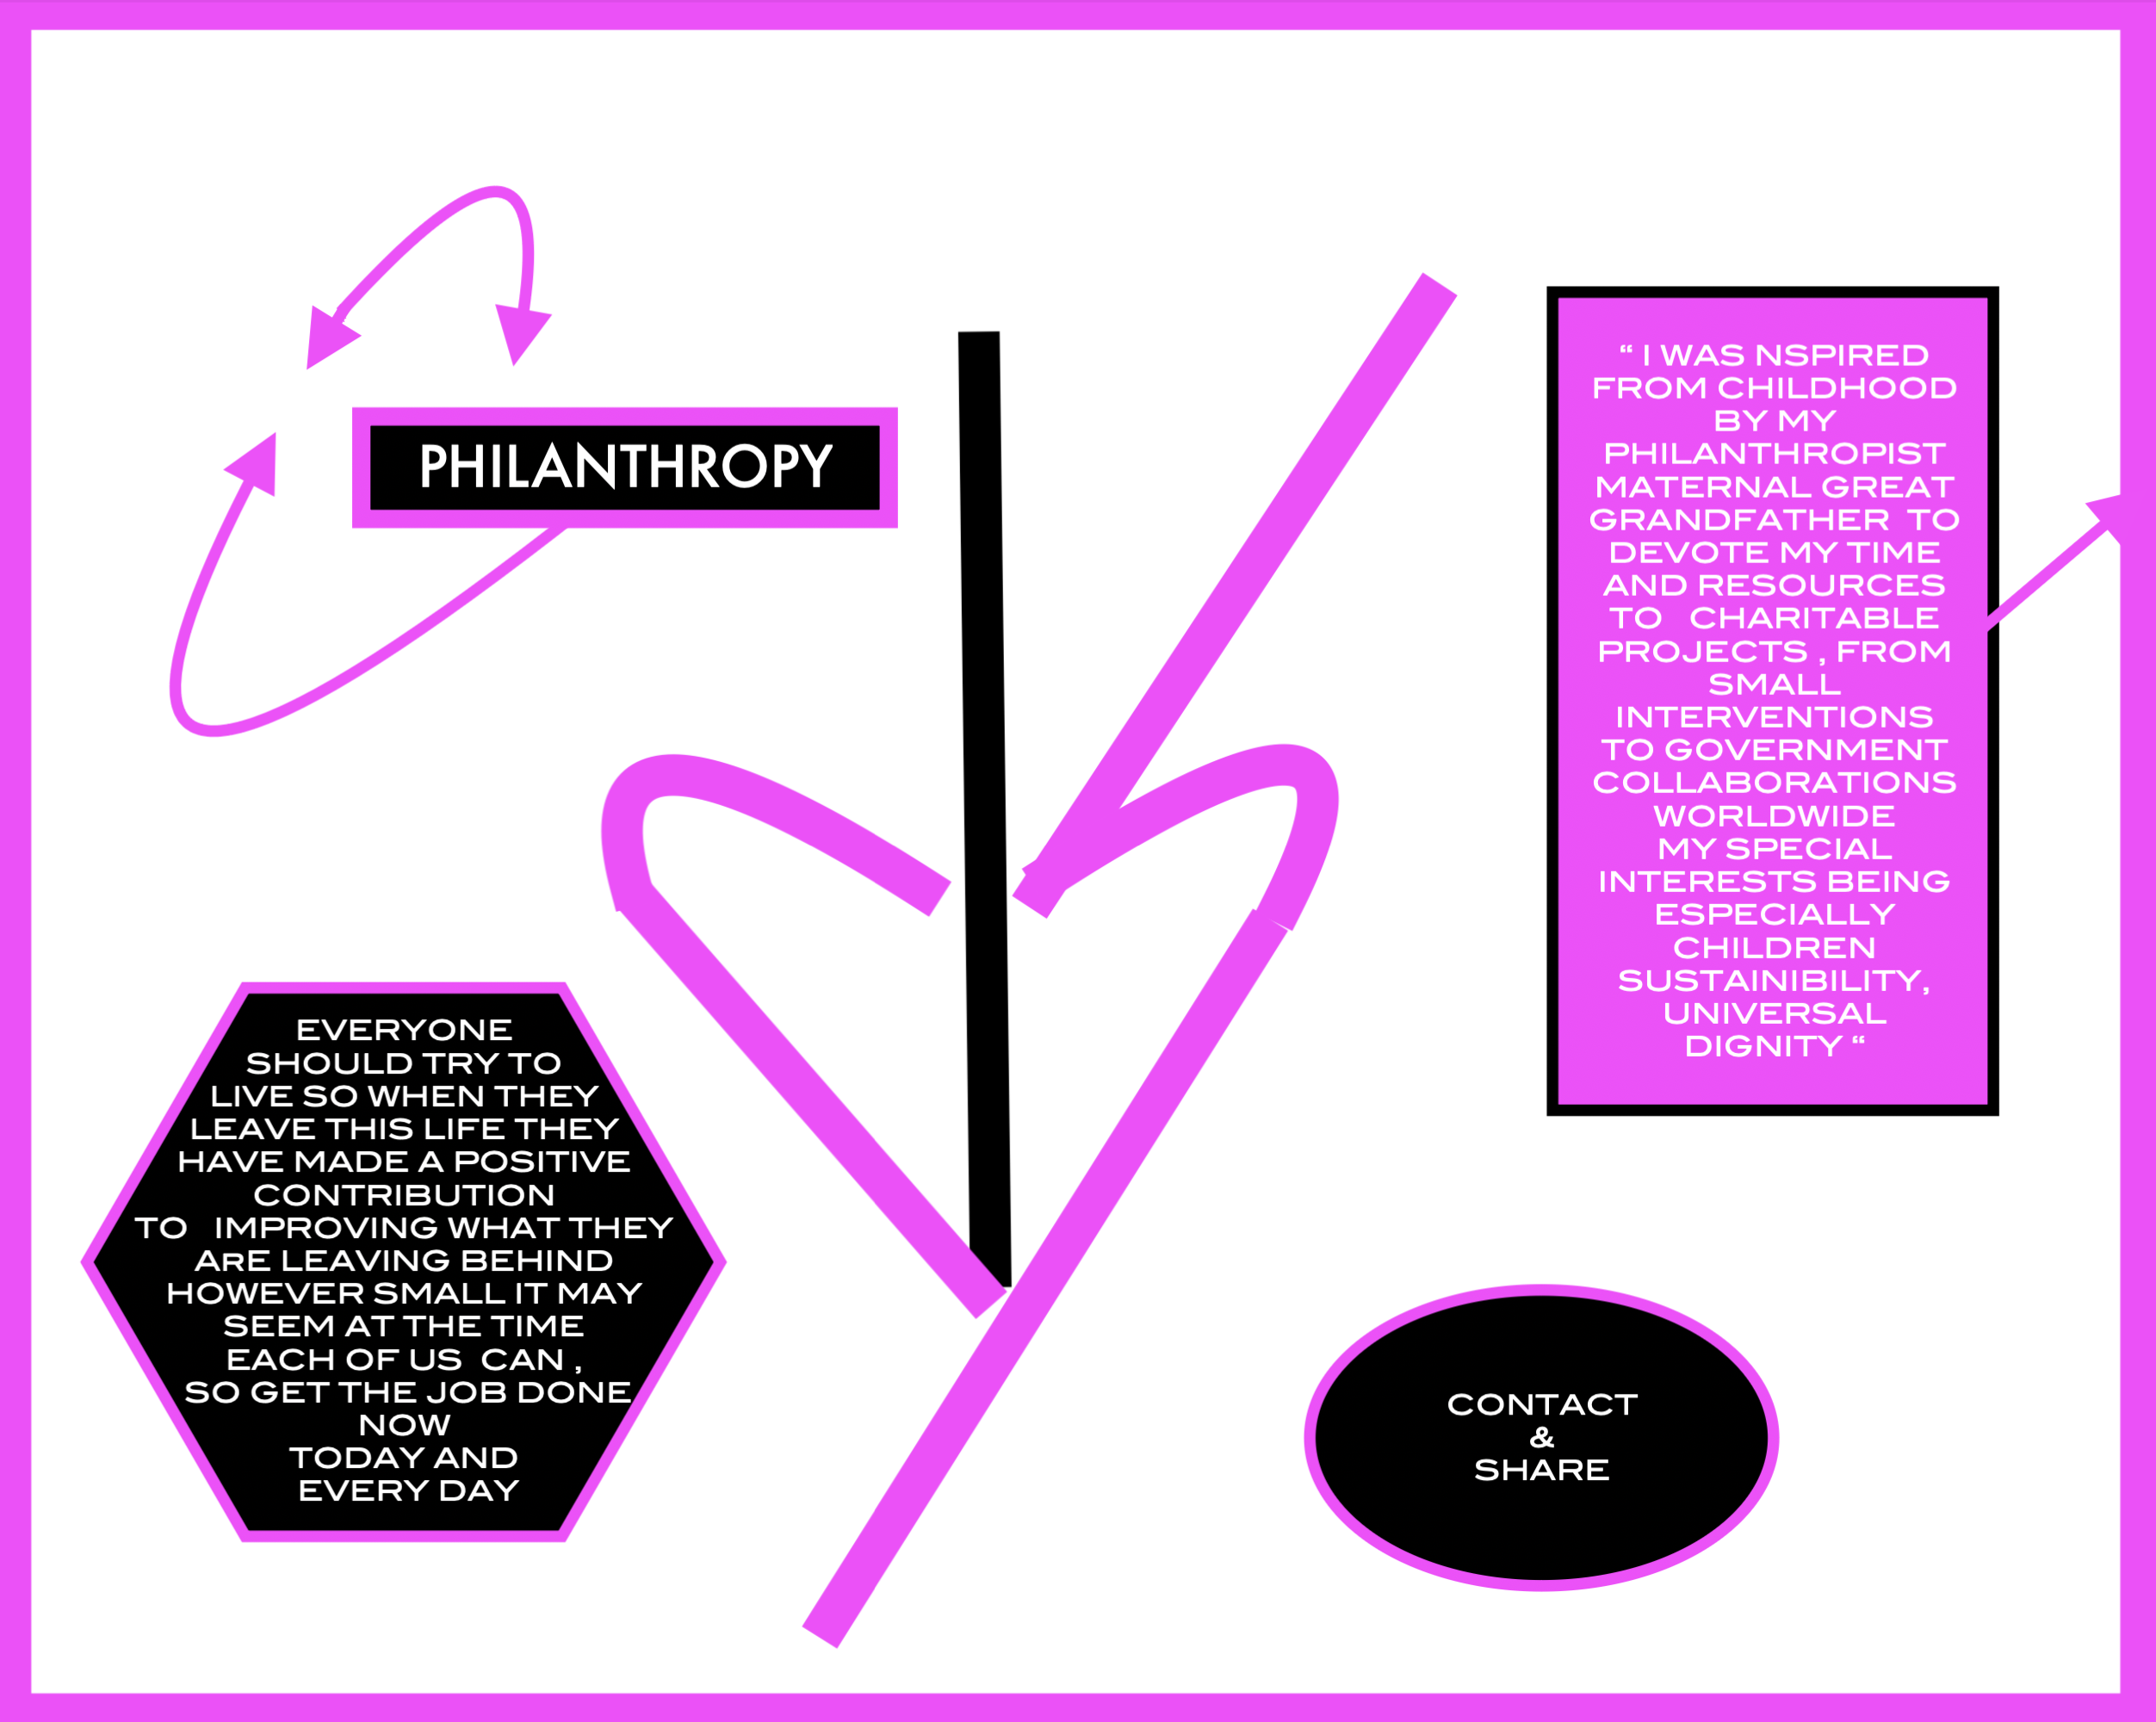 PHILANTHROPY
“ I WAS NSPIRED
FROM CHILDHOOD
BY MY
PHILANTHROPIST
MATERNAL GREAT
GRANDFATHER TO
DEVOTE MY TIME
AND RESOURCES
TO CHARITABLE
PROJECTS , FROM
SMALL
INTERVENTIONS
TO GOVERNMENT
COLLABORATIONS
WORLDWIDE
MY SPECIAL
INTERESTS BEING
ESPECIALLY
CHILDREN
SUSTAINIBILITY,
UNIVERSAL
DIGNITY “
EVERYONE
SHOULD TRY TO
LIVE SO WHEN THEY
LEAVE THIS LIFE THEY
HAVE MADE A POSITIVE
CONTRIBUTION
TO IMPROVING WHAT THEY
ARE LEAVING BEHIND
HOWEVER SMALL IT MAY
SEEM AT THE TIME
EACH OF US CAN ,
SO GET THE JOB DONE
NOW
TODAY AND
EVERY DAY
CONTACT
&
SHARE